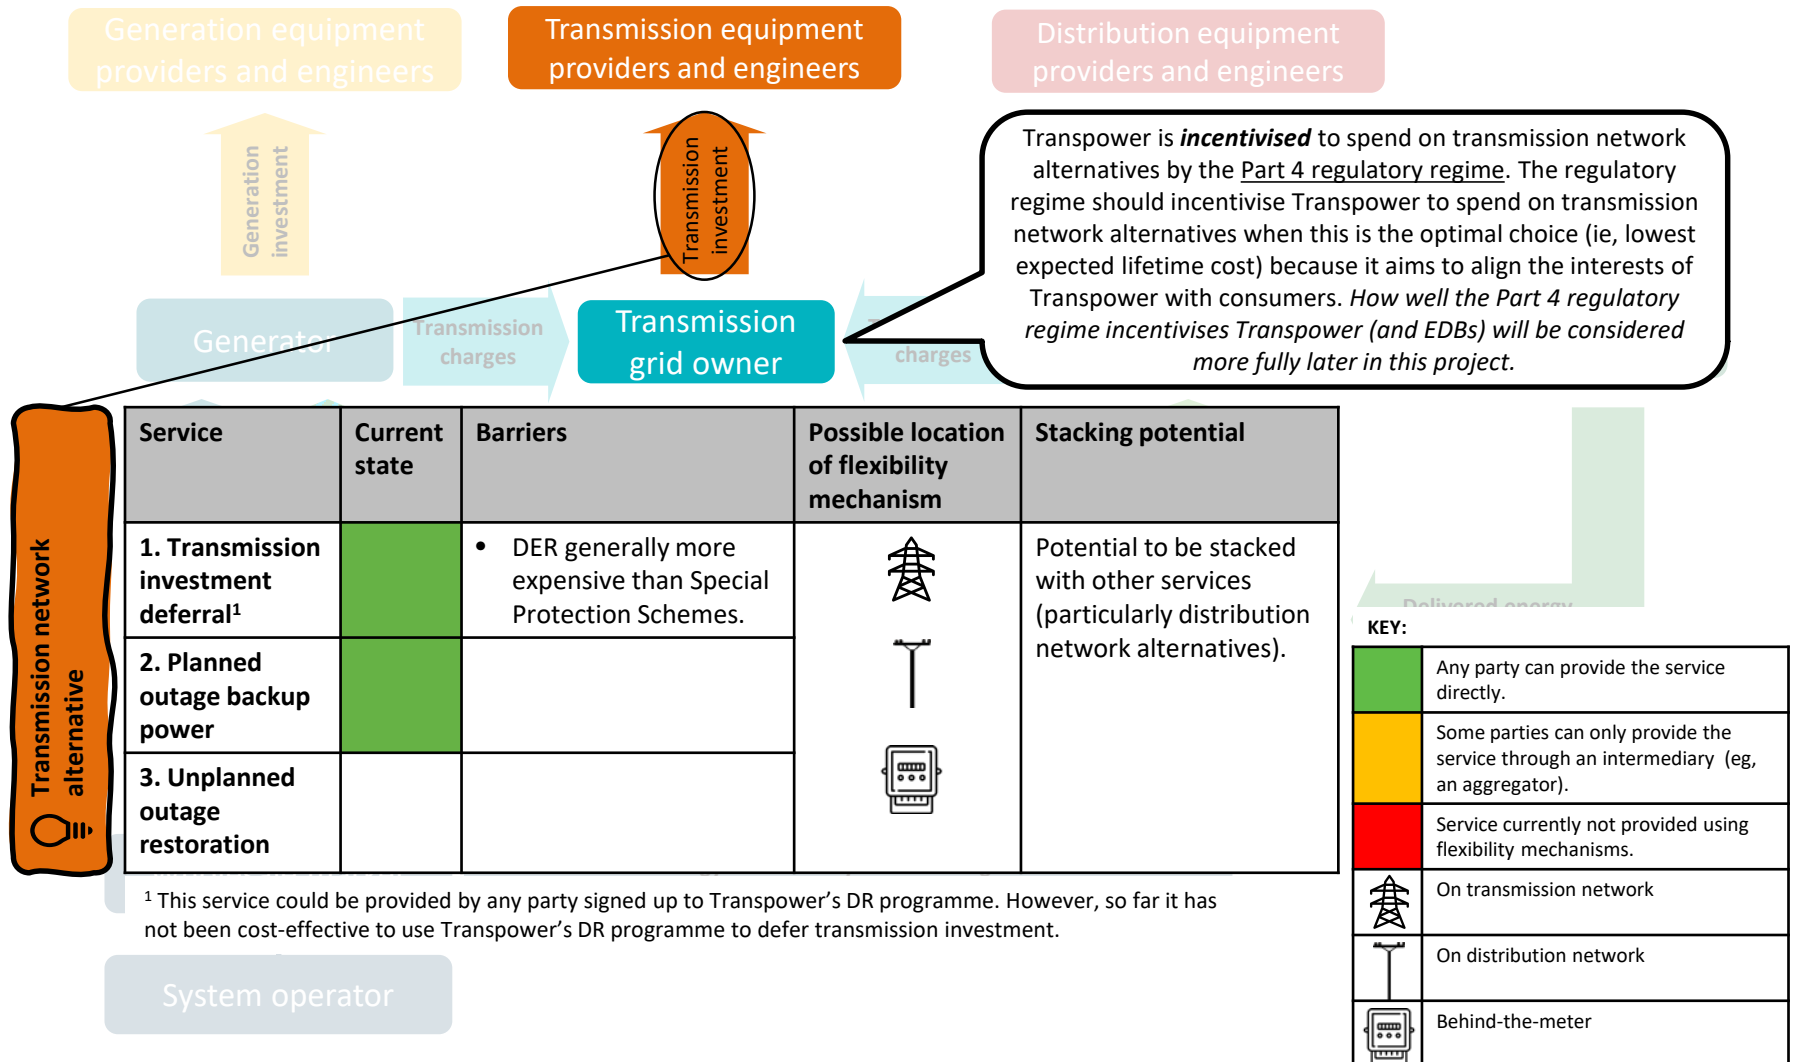 Generation equipment
providers and engineers
Transmission equipment
providers and engineers
Distribution equipment
providers and engineers
Generation
investment
Transmission
investment
Transpower is incentivised to spend on transmission network
alternatives by the Part 4 regulatory regime. The regulatory
regime should incentivise Transpower to spend on transmission
network alternatives when this is the optimal choice (ie, lowest
expected lifetime cost) because it aims to align the interests of
Transpower with consumers. How well the Part 4 regulatory
regime incentivises Transpower (and EDBs) will be considered
more fully later in this project.
Generator
Transmission
charges
Transmission
grid owner
charges
Transmission network
alternative
Service
Current
state
Barriers
Possible location
of flexibility
mechanism
Stacking potential
1. Transmission
investment
deferral1
• DER generally more
expensive than Special
Protection Schemes.
Potential to be stacked
with other services
(particularly distribution
network alternatives).
2. Planned
outage backup
power
3. Unplanned
outage
restoration
Delivered energy
1 This service could be provided by any party signed up to Transpower's DR programme. However, so far it has
not been cost-effective to use Transpower's DR programme to defer transmission investment.
System operator
KEY:
Any party can provide the service
directly.
Some parties can only provide the
service through an intermediary (eg,
an aggregator).
Service currently not provided using
flexibility mechanisms.
On transmission network
On distribution network
Behind-the-meter